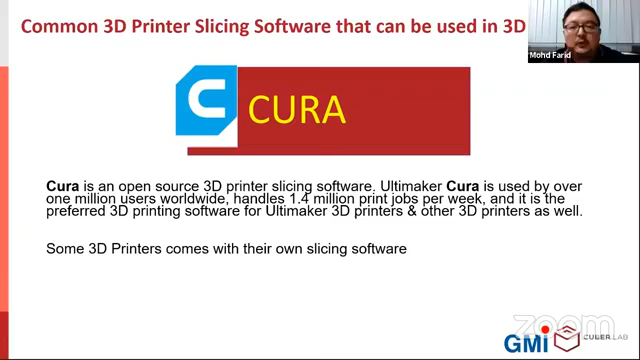 Common 3D Printer Slicing Software that can be used in 3D
Mohd Farid
C CURA
Cura is an open source 3D printer slicing software. Ultimaker Cura is used by over
one million users worldwide, handles 1.4 million print jobs per week, and it is the
preferred 3D printing software for Ultimaker 3D printers & other 3D printers as well.
Some 3D Printers comes with their own slicing software
zoom
GMI CULER LAB